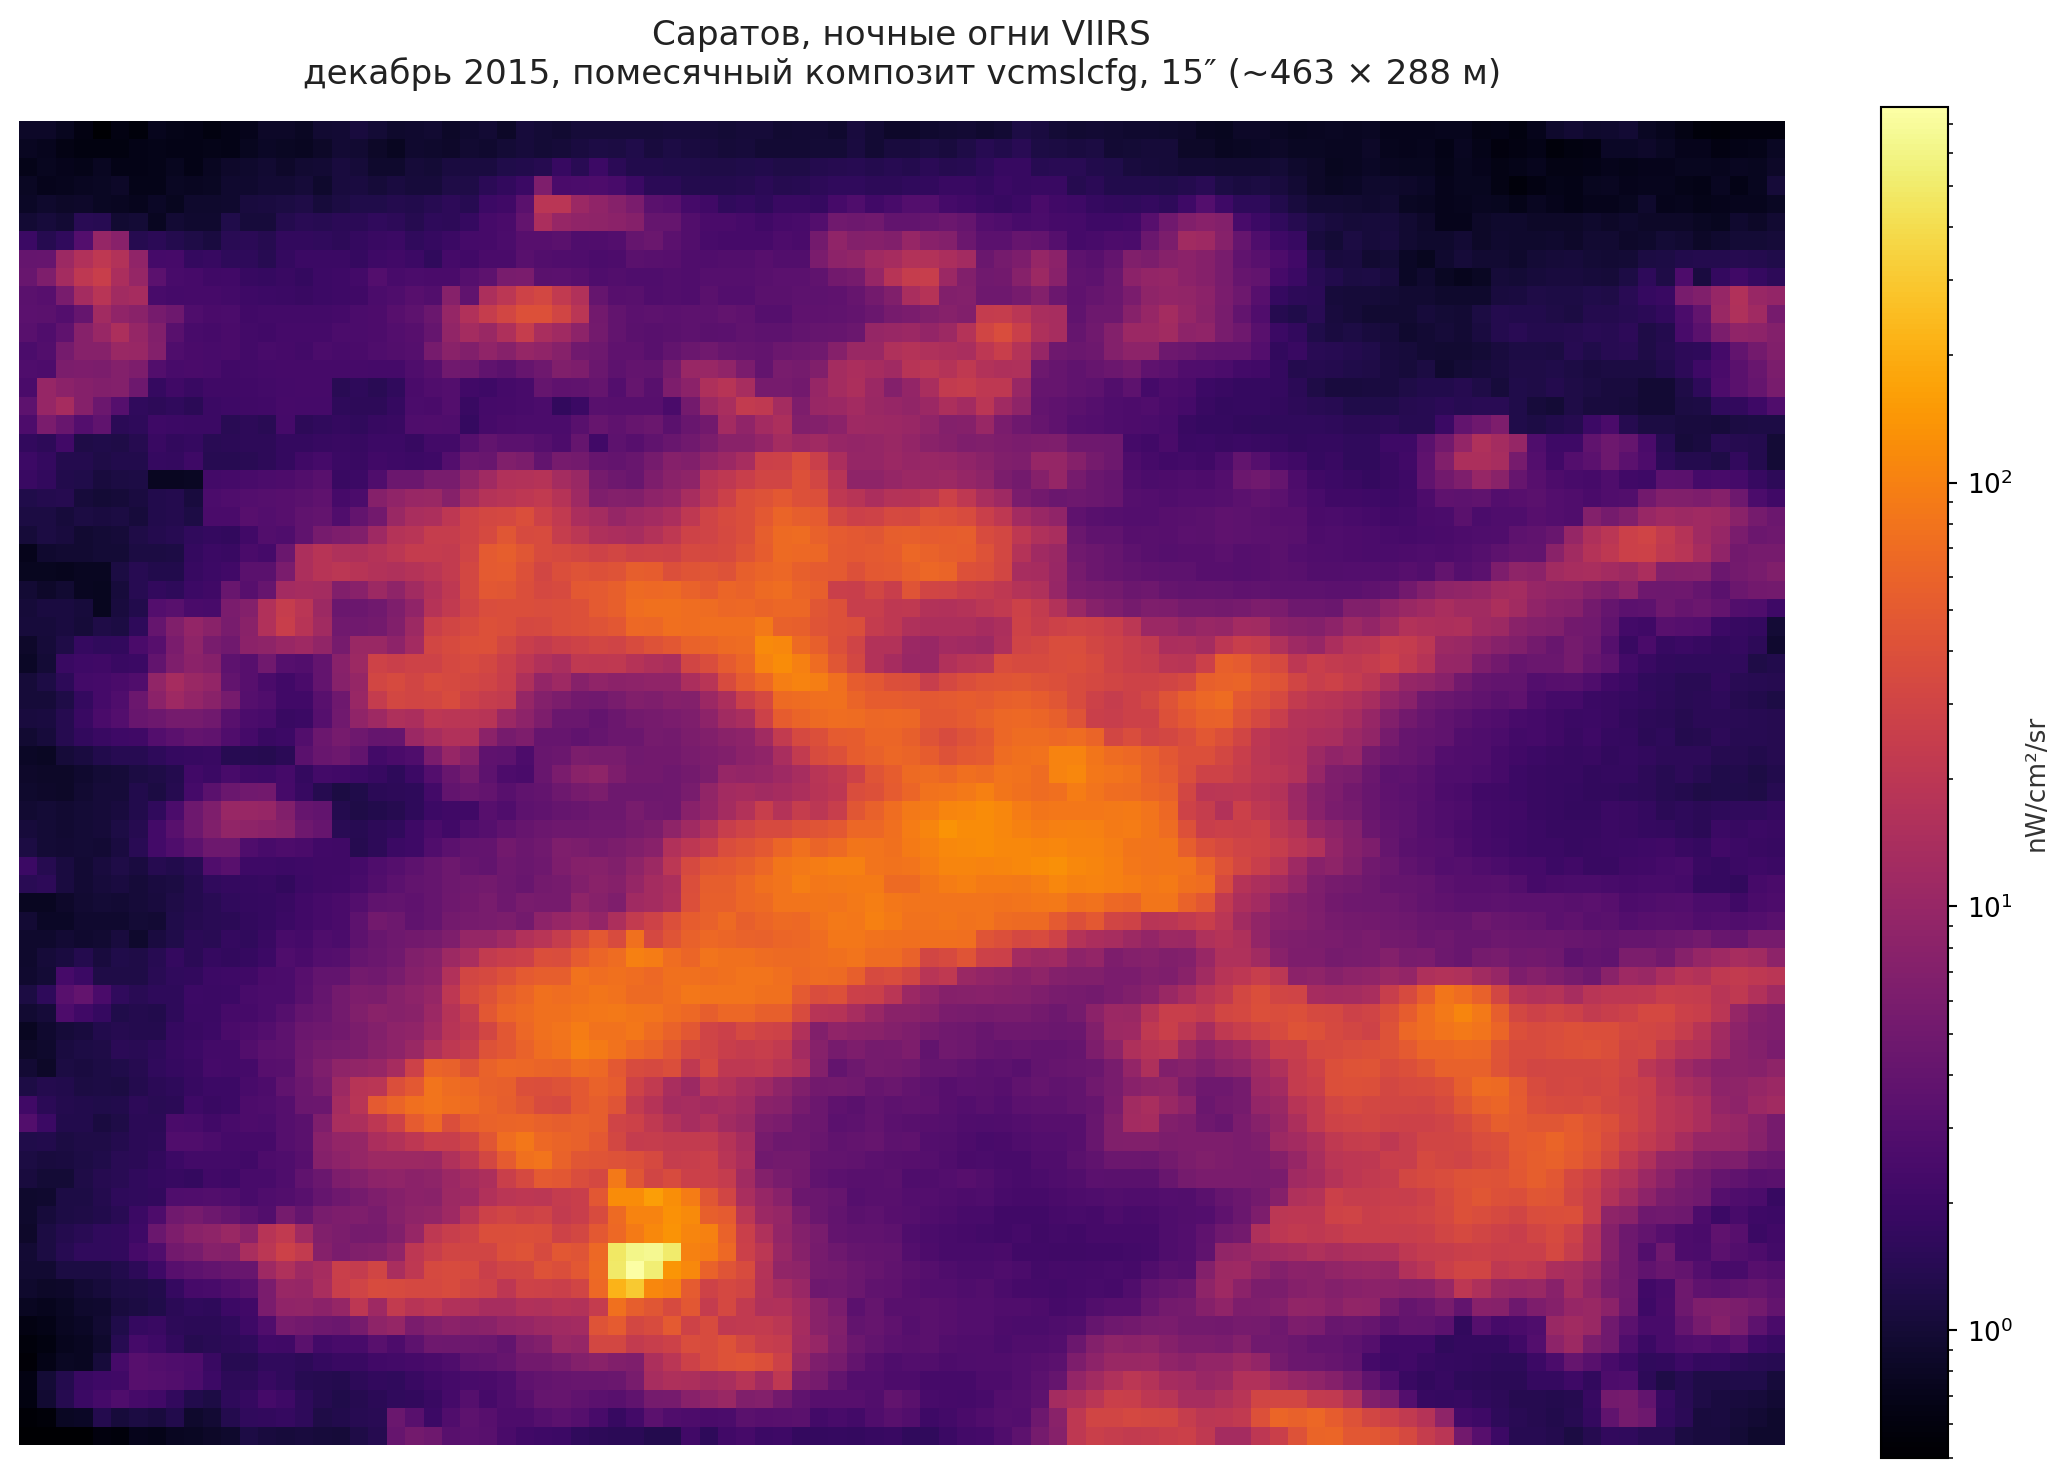 Саратов, ночные огни VIIRS
декабрь 2015, помесячный композит vcmslcfg, 15″ (~463 × 288 м)
10²
10¹
10⁰
nW/cm²/sr